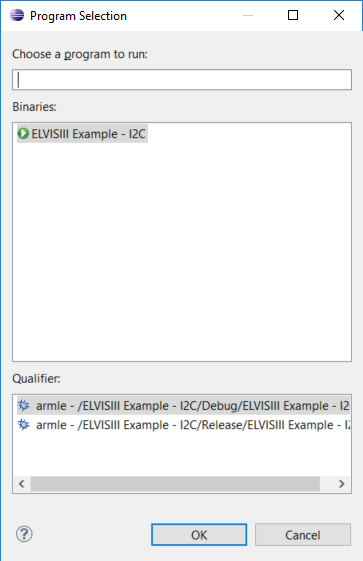 Program Selection
Choose a program to run:
Binaries:
ELVISIII Example - I2C
Qualifier:
armle - /ELVISIII Example - I2C/Debug/ELVISIII Example - I2
armle - /ELVISIII Example - I2C/Release/ELVISIII Example - I2
OK
Cancel